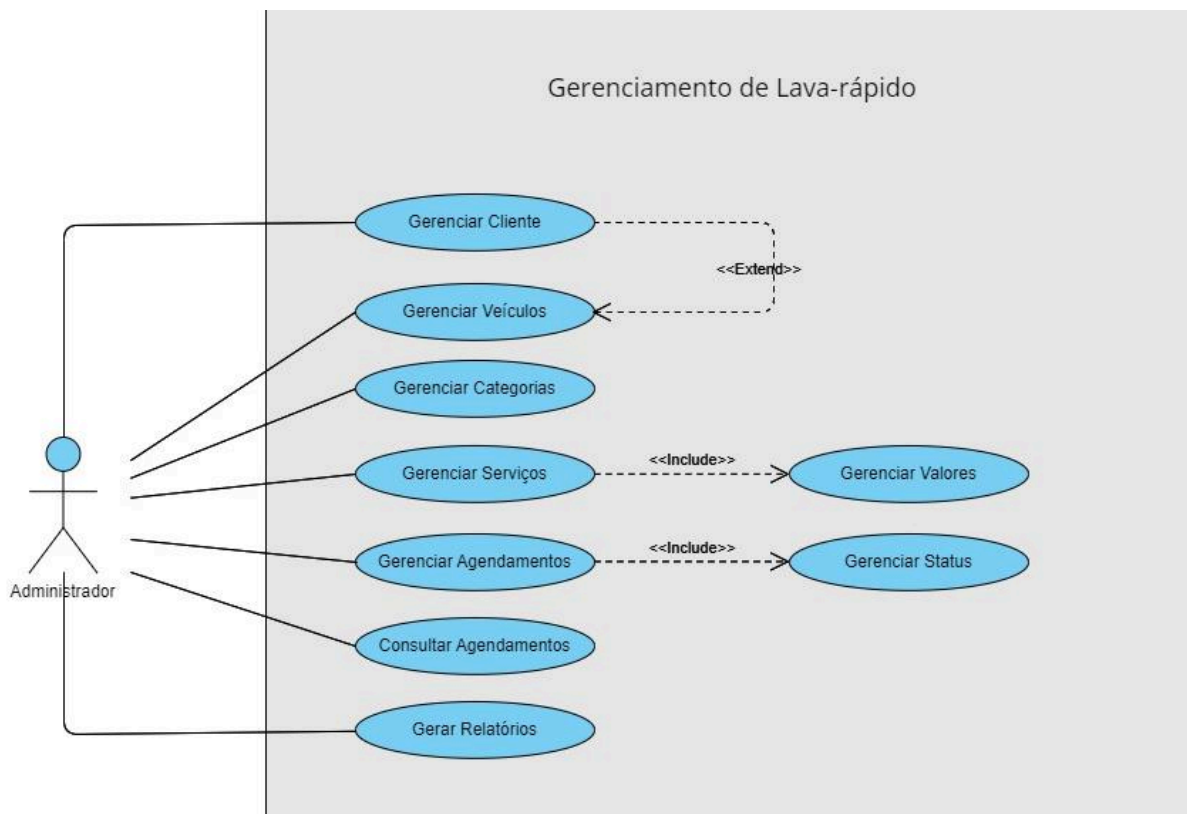 Gerenciamento de Lava-rápido
Gerenciar Cliente
<<Extend>>
Gerenciar Veículos
Gerenciar Categorias
Gerenciar Serviços
<<Include>>
Gerenciar Valores
Gerenciar Agendamentos
<<Include>>
Gerenciar Status
Administrador
Consultar Agendamentos
Gerar Relatórios